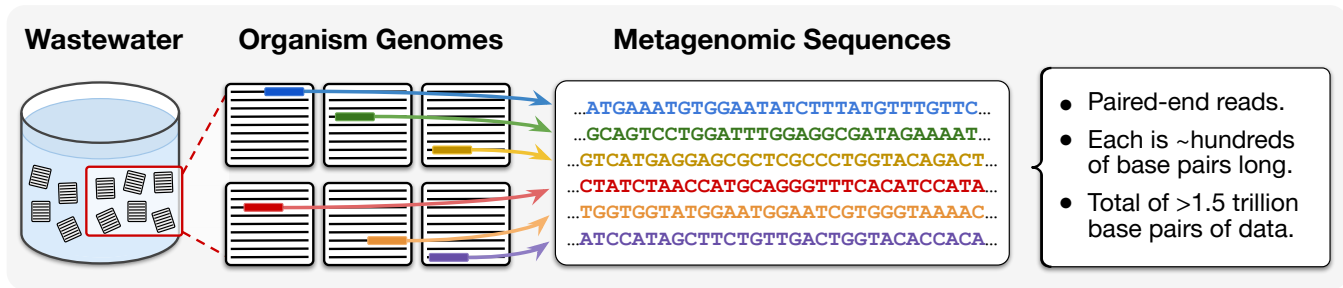 Wastewater
Organism Genomes
Metagenomic Sequences
...ATGAAATGTGGAATATCTTTATGTTTGTTC...
...GCAGTCCTGGATTTGGAGGCGATAGAAAAT...
...GTCATGAGGAGCGCTCGCCCTGGTACAGACT...
...CTATCTAACCATGCAGGGTTTCACATCCATA...
...TGGTGGTATGGAATGGAATCGTGGGTAAAAC...
...ATCCATAGCTTCTGTTGACTGGTACACCACA...
● Paired-end reads.
● Each is ~hundreds
of base pairs long.
● Total of >1.5 trillion
base pairs of data.